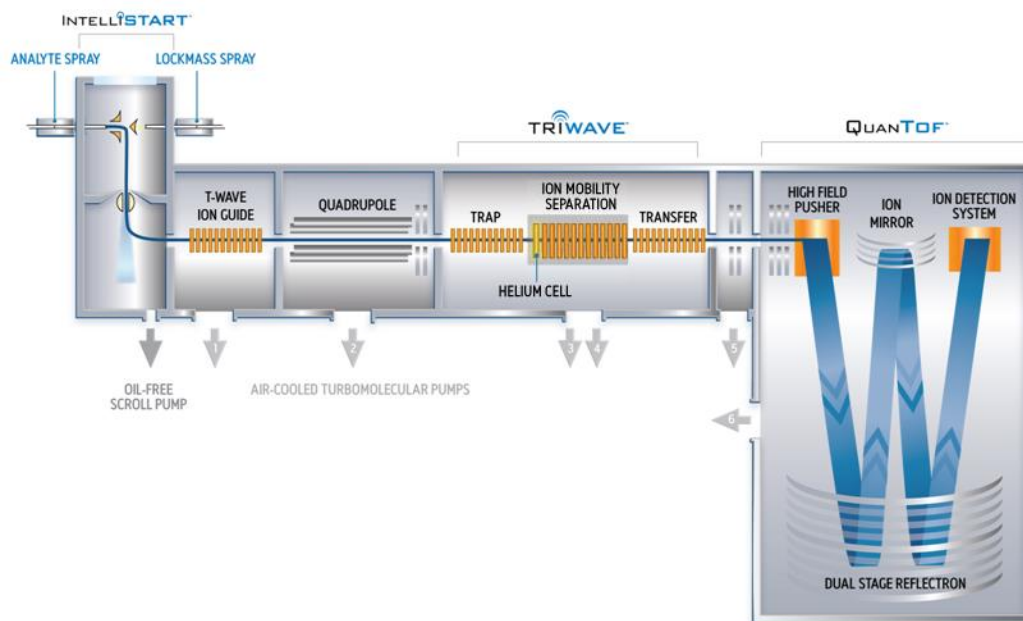 INTELLISTART
ANALYTE SPRAY
LOCKMASS SPRAY
TRIWAVE
QUANTOF
T-WAVE
ION GUIDE
QUADRUPOLE
TRAP
ION MOBILITY
SEPARATION
TRANSFER
HELIUM CELL
HIGH FIELD
PUSHER
ION
MIRROR
ION DETECTION
SYSTEM
1
2
3
4
5
6
OIL-FREE
SCROLL PUMP
AIR-COOLED TURBOMOLECULAR PUMPS
DUAL STAGE REFLECTRON